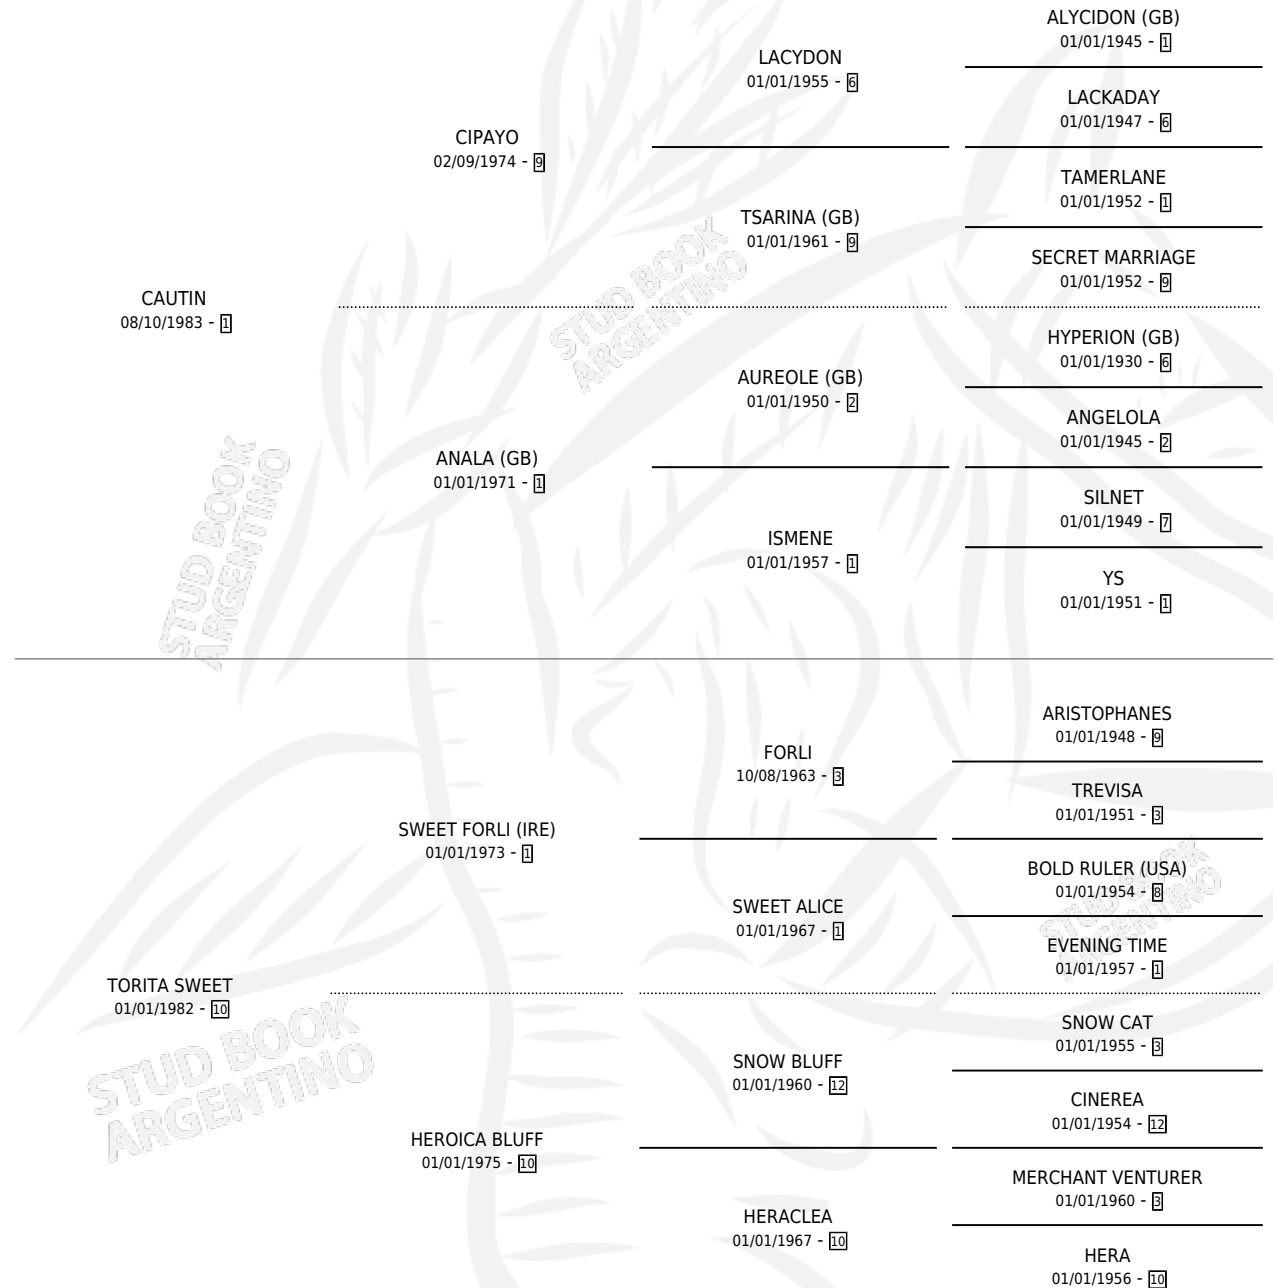 CAUTIN
08/10/1983 - 1
CIPAYO
02/09/1974 - 9
LACYDON
01/01/1955 - 6
ALYCIDON (GB)
01/01/1945 - 1
LACKADAY
01/01/1947 - 6
TSARINA (GB)
01/01/1961 - 9
TAMERLANE
01/01/1952 - 1
SECRET MARRIAGE
01/01/1952 - 9
ANALA (GB)
01/01/1971 - 1
AUREOLE (GB)
01/01/1950 - 2
HYPERION (GB)
01/01/1930 - 6
ANGELOLA
01/01/1945 - 2
ISMENE
01/01/1957 - 1
SILNET
01/01/1949 - 7
YS
01/01/1951 - 1
TORITA SWEET
01/01/1982 - 10
SWEET FORLI (IRE)
01/01/1973 - 1
FORLI
10/08/1963 - 3
ARISTOPHANES
01/01/1948 - 9
TREVISA
01/01/1951 - 3
SWEET ALICE
01/01/1967 - 1
BOLD RULER (USA)
01/01/1954 - 8
EVENING TIME
01/01/1957 - 1
HEROICA BLUFF
01/01/1975 - 10
SNOW BLUFF
01/01/1960 - 12
SNOW CAT
01/01/1955 - 3
CINEREA
01/01/1954 - 12
HERACLEA
01/01/1967 - 10
MERCHANT VENTURER
01/01/1960 - 3
HERA
01/01/1956 - 10
STUD BOOK
ARGENTINO
STUD BOOK
ARGENTINO
STUD BOOK
ARGENTINO
STUD BOOK
ARGENTINO